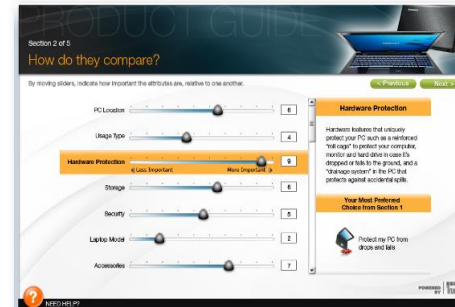 PRODUCT GUIDE
Section 2 of 5
How do they compare?
By moving sliders, indicate how important the attributes are, relative to one another.
< Previous
Next >
PC Location
6
Usage Type
4
Hardware Protection
9
Less Important
More Important
Storage
6
Security
5
Laptop Model
2
Accessories
7
Hardware Protection
Hardware features that uniquely
protect your PC such as a reinforced
"roll cage" to protect your computer,
monitor and hard drive in case it's
dropped or falls to the ground, and a
"drainage system" in the PC that
protects against accidental spills.
Your Most Preferred
Choice from Section 1
Protect my PC from
drops and falls
POWERED
BY
?
NEED HELP?